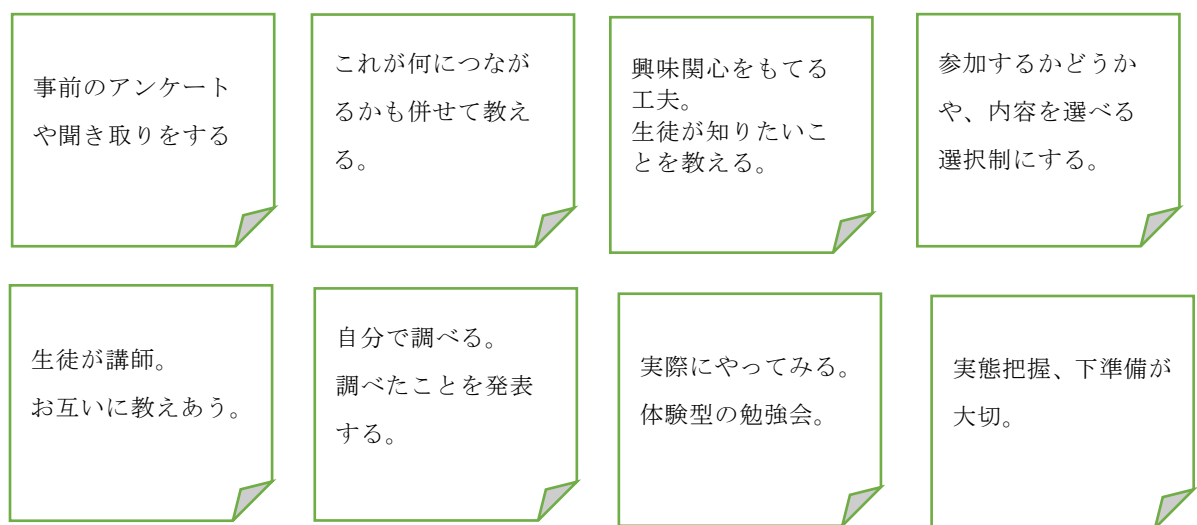 事前のアンケート
や聞き取りをする
これが何につなが
るかも併せて教え
る。
興味関心をもてる
工夫。
生徒が知りたいこ
とを教える。
参加するかどうか
や、内容を選べる
選択制にする。
生徒が講師。
お互いに教えあう。
自分で調べる。
調べたことを発表
する。
実際にやってみる。
体験型の勉強会。
実態把握、下準備が
大切。